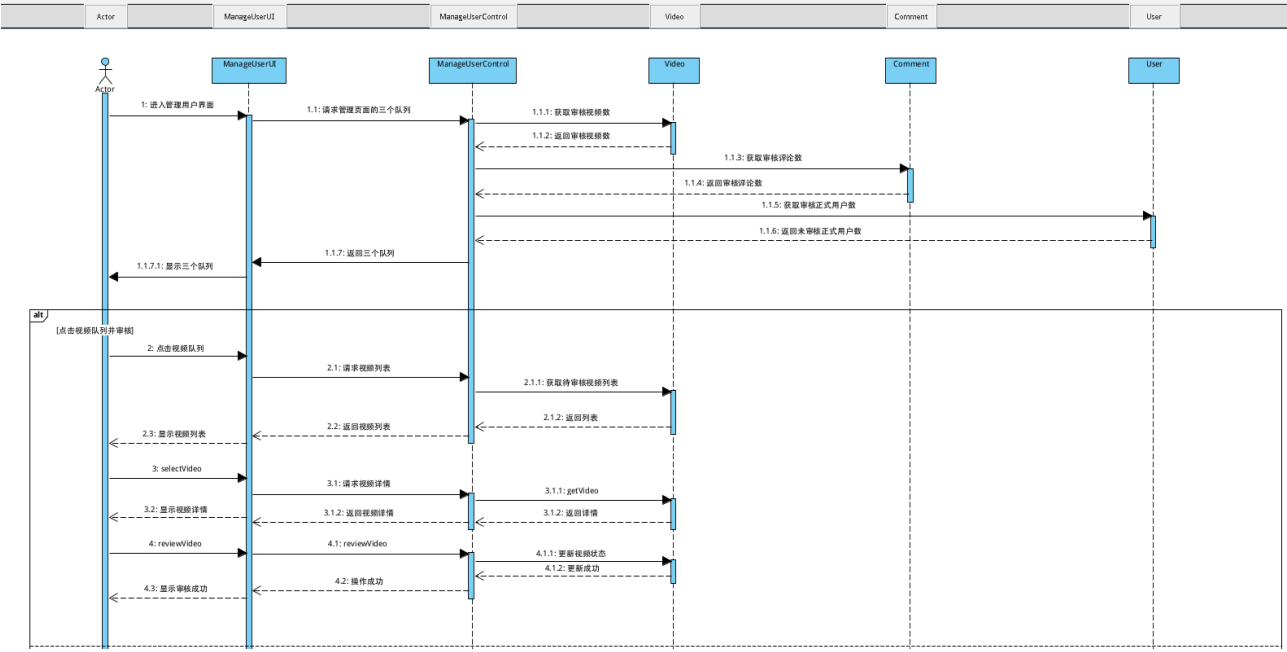 Actor
ManageUserUI
ManageUserControl
Video
Comment
User
ManageUserUI
ManageUserControl
Video
Comment
User
Actor
1: 进入管理用户界面
1.1: 请求管理页面的三个队列
1.1.1: 获取审核视频数
1.1.2: 返回审核视频数
1.1.3: 获取审核评论数
1.1.4: 返回审核评论数
1.1.5: 获取审核正式用户数
1.1.6: 返回未审核正式用户数
1.1.7: 返回三个队列
1.1.7.1: 显示三个队列
alt
[点击视频队列并审核]
2: 点击视频队列
2.1: 请求视频列表
2.1.1: 获取待审核视频列表
2.1.2: 返回列表
2.2: 返回视频列表
2.3: 显示视频列表
3: selectVideo
3.1: 请求视频详情
3.1.1: getVideo
3.1.2: 返回详情
3.1.2: 返回视频详情
3.2: 显示视频详情
4: reviewVideo
4.1: reviewVideo
4.1.1: 更新视频状态
4.1.2: 更新成功
4.2: 操作成功
4.3: 显示审核成功